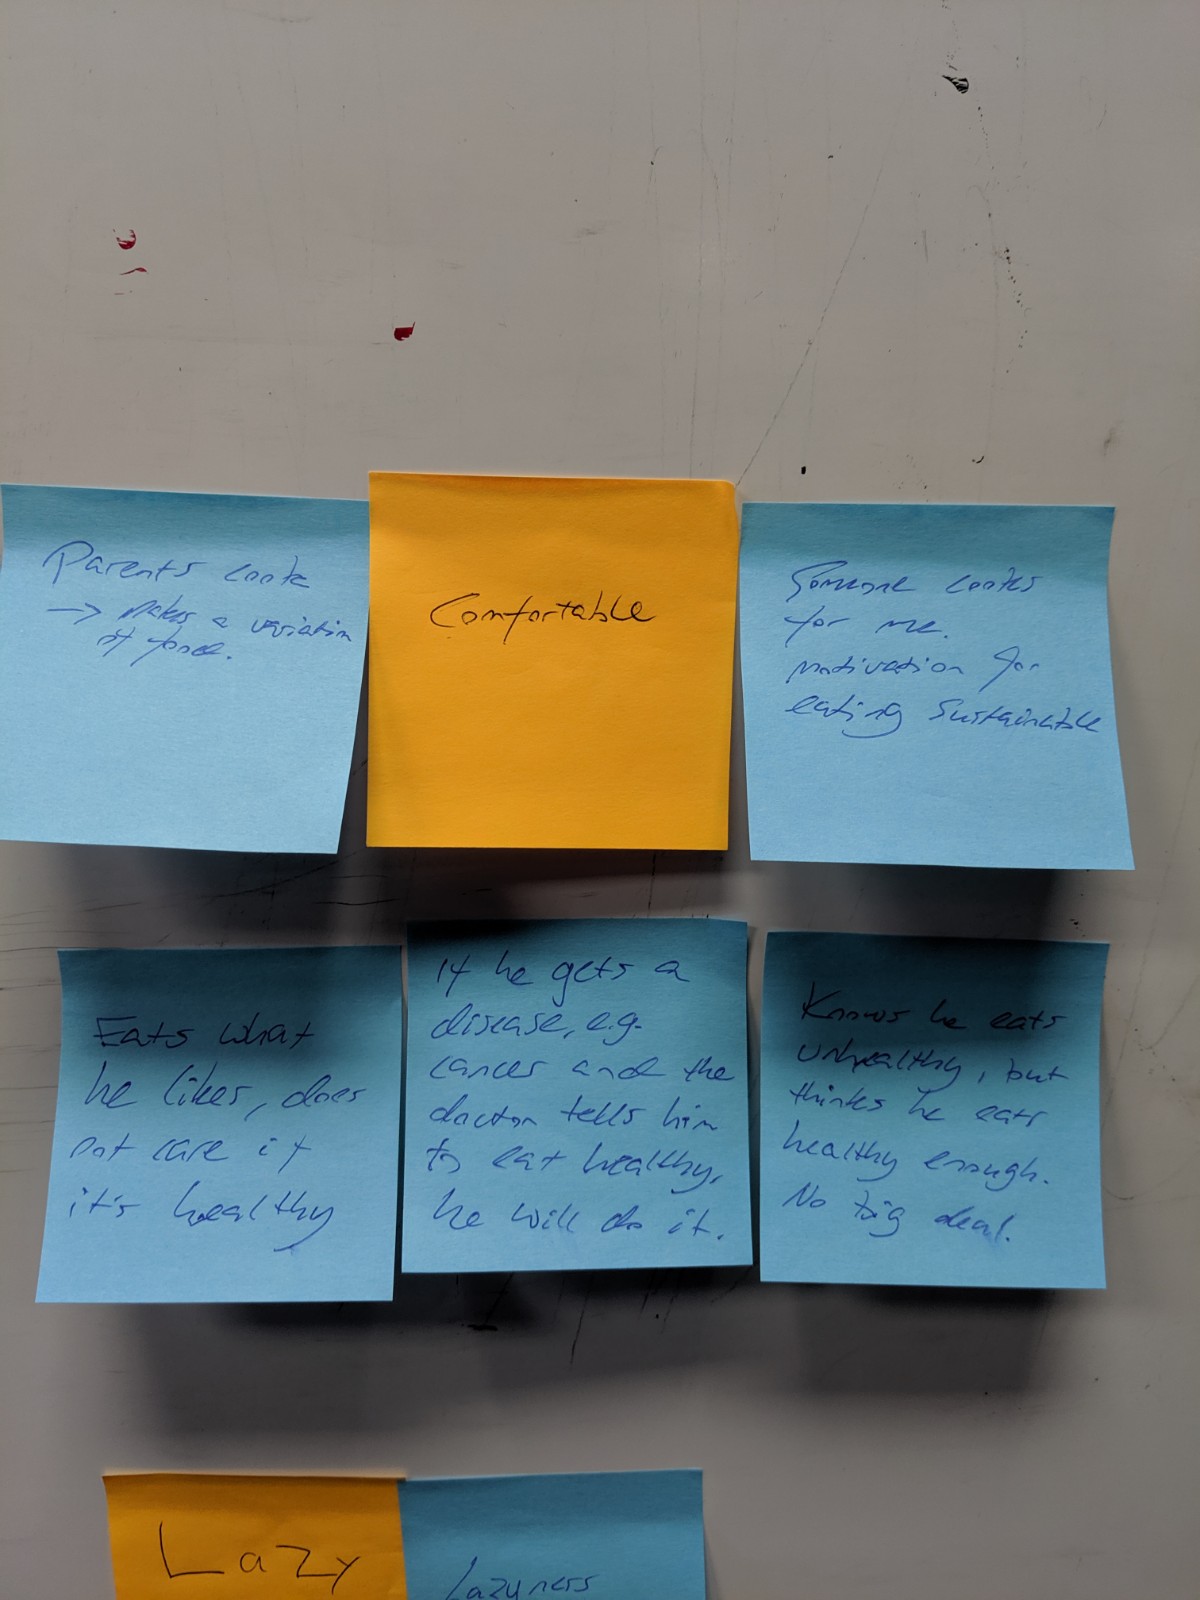 Parents cook
→ makes a variation
of food.
Comfortable
Someone cooks
for me.
motivation for
eating sustainable
Eats what
he likes, does
not care if
it's healthy
If he gets a
disease, e.g.
cancer and the
doctor tells him
to eat healthy,
he will do it.
Knows he eats
unhealthy, but
thinks he eats
healthy enough.
No big deal.
Lazy
Lazyness